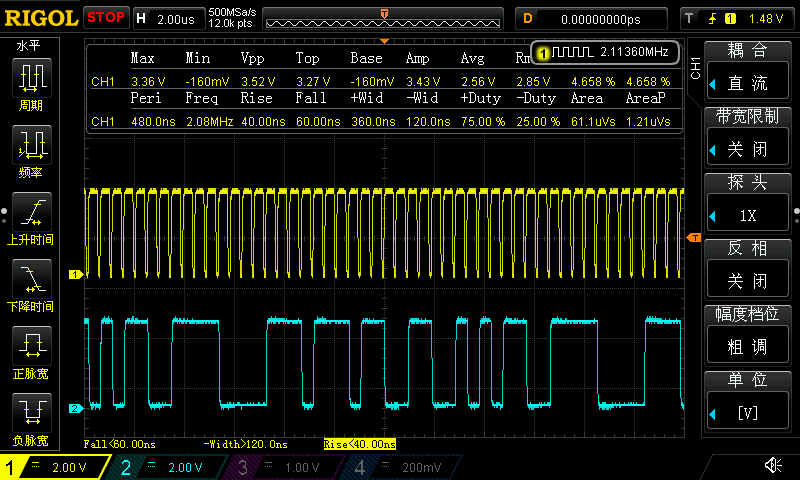 RIGOL STOP H 2.00us 500MSa/s 12.0k pts D 0.00000000ps T 1 1.48 V
水平
周期
频率
上升时间
下降时间
正脉宽
负脉宽
1 2.11360MHz
Max Min Vpp Top Base Amp Avg Rm
CH1 3.36 V -160mV 3.52 V 3.27 V -160mV 3.43 V 2.56 V 2.85 V 4.658 % 4.658 %
Peri Freq Rise Fall +Wid -Wid +Duty -Duty Area AreaP
CH1 480.0ns 2.08MHz 40.00ns 60.00ns 360.0ns 120.0ns 75.00 % 25.00 % 61.1uVs 1.21uVs
T
1
2
Fall<60.00ns -Width>120.0ns Rise<40.00ns
CH1
耦合
直流
带宽限制
关闭
探头
1X
反相
关闭
幅度档位
粗调
单位
[V]
1 = 2.00 V 2 = 2.00 V 3 = 1.00 V 4 = 200mV